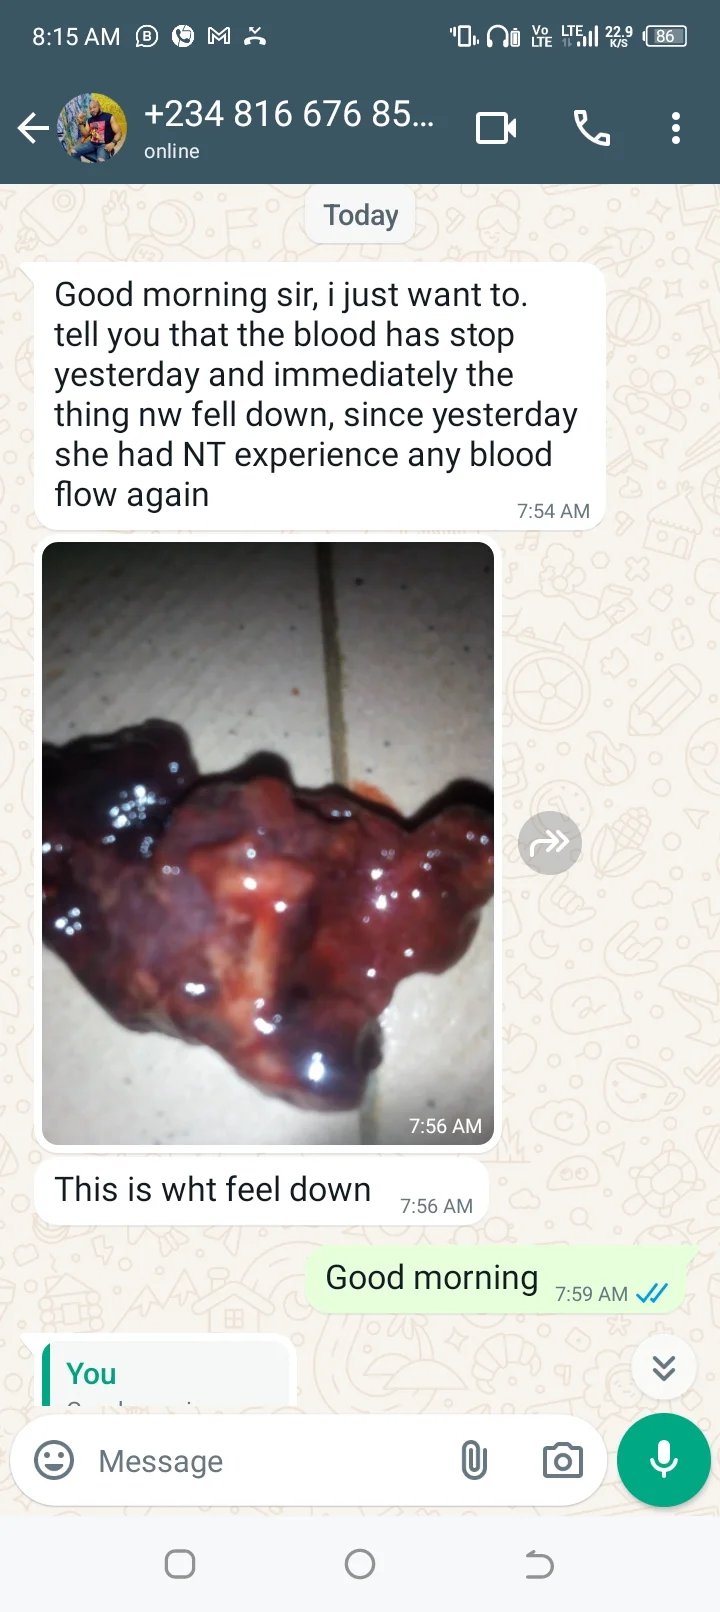 8:15 AM
Vo LTE LTE 22.9 K/S 86
+234 816 676 85...
online
Today
Good morning sir, i just want to.
tell you that the blood has stop
yesterday and immediately the
thing nw fell down, since yesterday
she had NT experience any blood
flow again
7:54 AM
7:56 AM
This is wht feel down
7:56 AM
Good morning
7:59 AM
You
Message